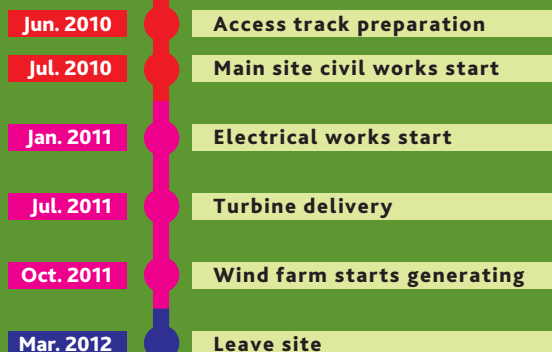 Jun. 2010 Access track preparation
Jul. 2010 Main site civil works start
Jan. 2011 Electrical works start
Jul. 2011 Turbine delivery
Oct. 2011 Wind farm starts generating
Mar. 2012 Leave site